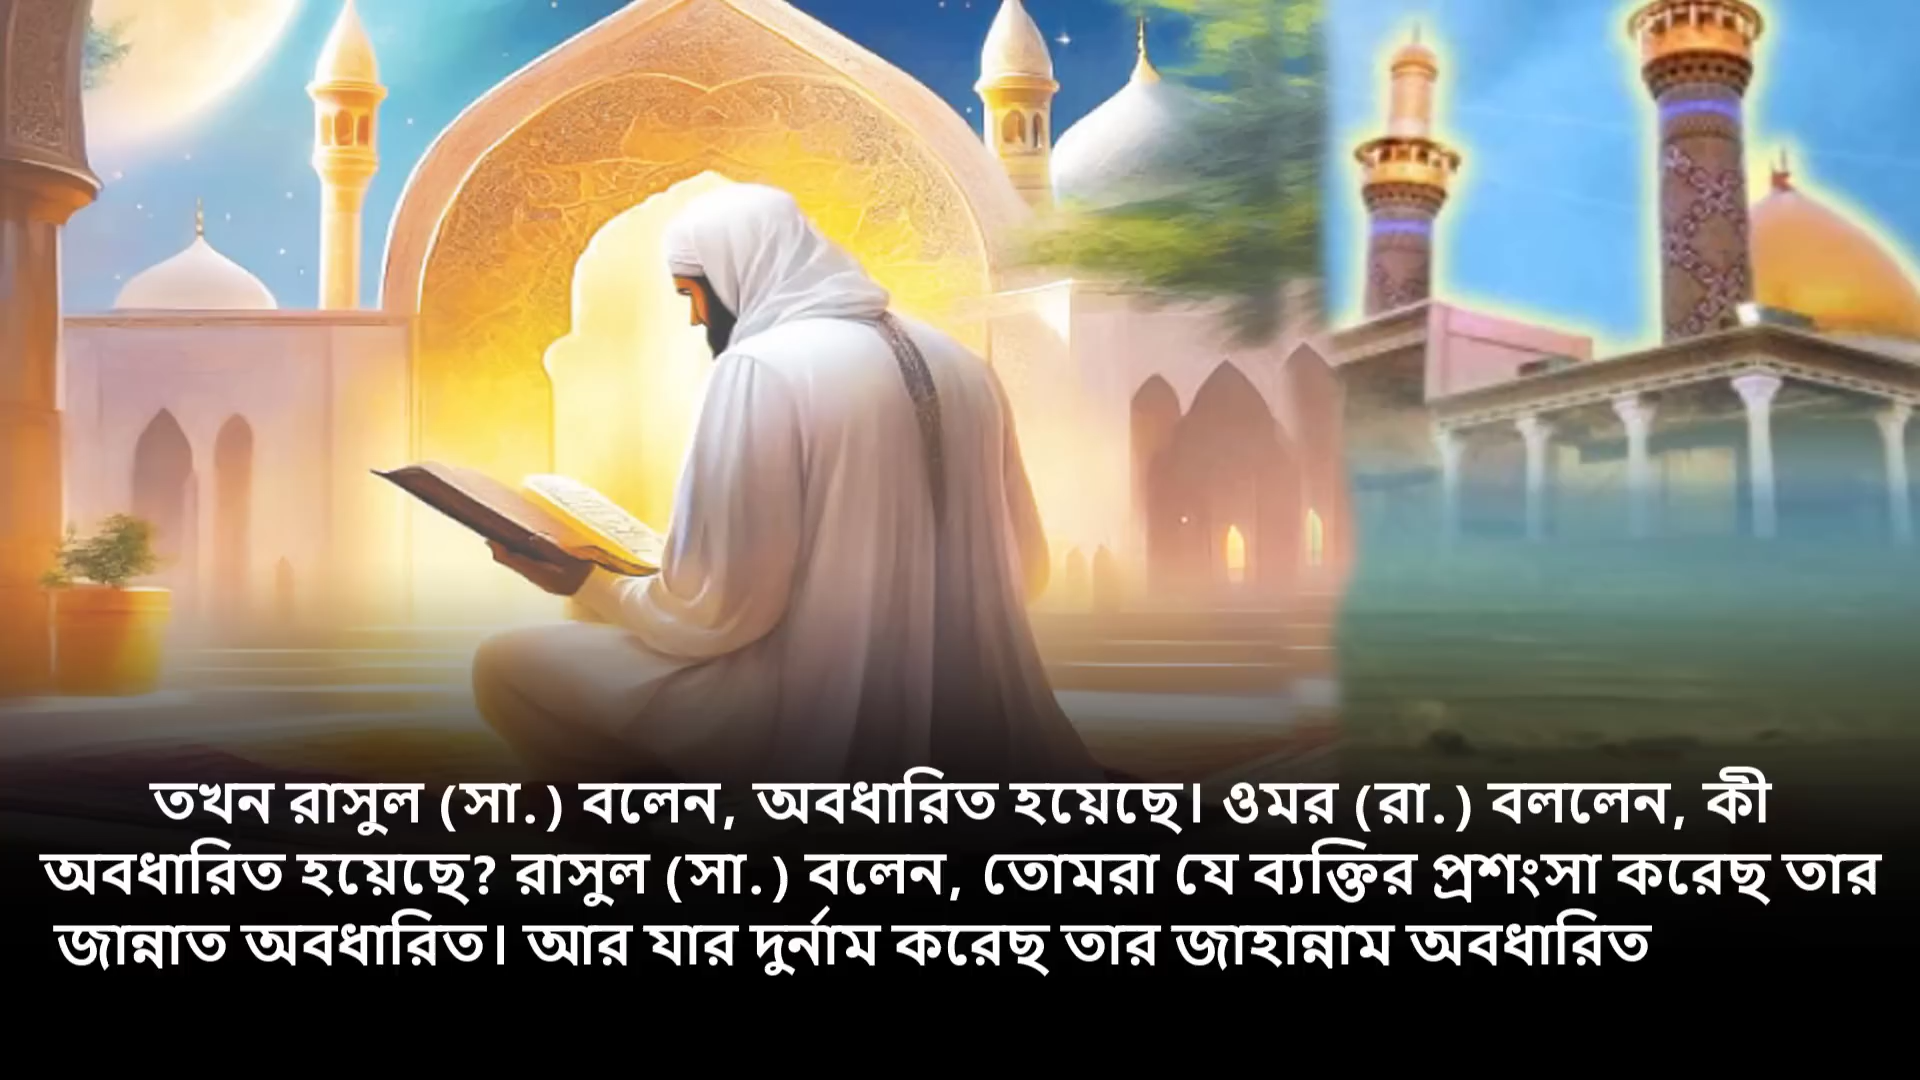 তখন রাসুল (সা.) বলেন, অবধারিত হয়েছে। ওমর (রা.) বললেন, কী
অবধারিত হয়েছে? রাসুল (সা.) বলেন, তোমরা যে ব্যক্তির প্রশংসা করেছ তার
জান্নাত অবধারিত। আর যার দুর্নাম করেছ তার জাহান্নাম অবধারিত